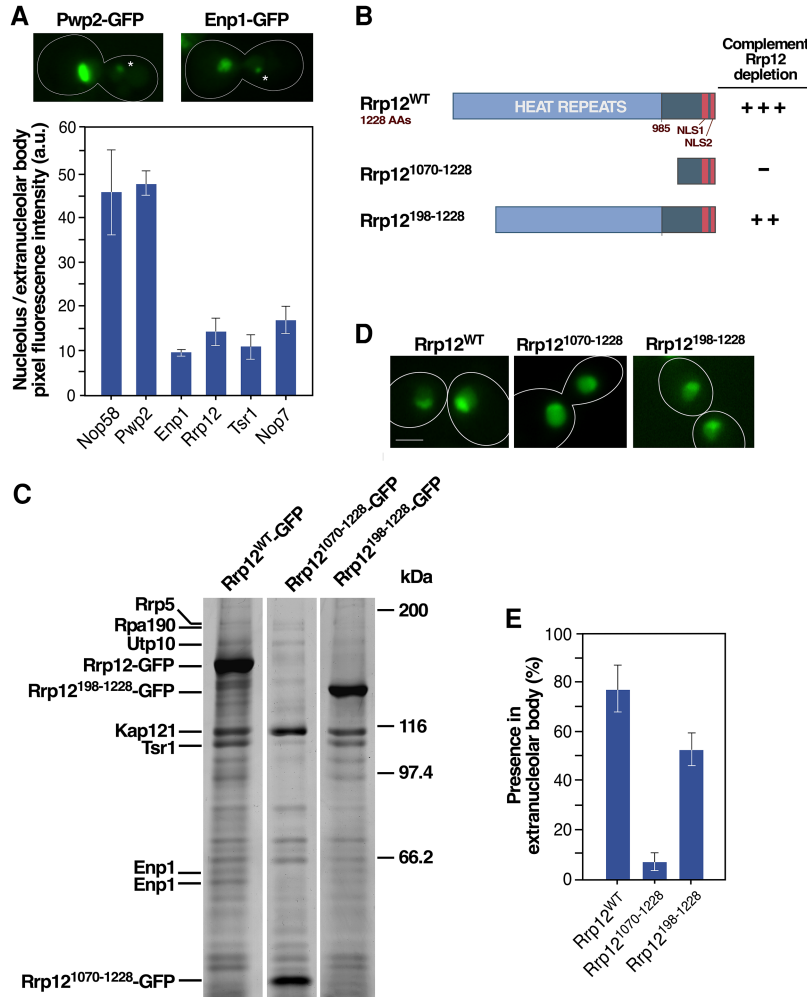 A
Pwp2-GFP
Enp1-GFP
*
*
Nucleolus / extranucleolar body
pixel fluorescence intensity (a.u.)
60
50
40
30
20
10
0
Nop58
Pwp2
Enp1
Rrp12
Tsr1
Nop7
B
Complement
Rrp12
depletion
Rrp12WT
1228 AAs
HEAT REPEATS
985
NLS1
NLS2
+ + +
Rrp121070-1228
–
Rrp12198-1228
+ +
D
Rrp12WT
Rrp121070-1228
Rrp12198-1228
C
Rrp12WT-GFP
Rrp121070-1228-GFP
Rrp12198-1228-GFP
kDa
Rrp5
Rpa190
Utp10
Rrp12-GFP
Rrp12198-1228-GFP
Kap121
Tsr1
Enp1
Enp1
Rrp121070-1228-GFP
200
116
97.4
66.2
E
Presence in
extranucleolar body (%)
100
80
60
40
20
0
Rrp12WT
Rrp121070-1228
Rrp12198-1228